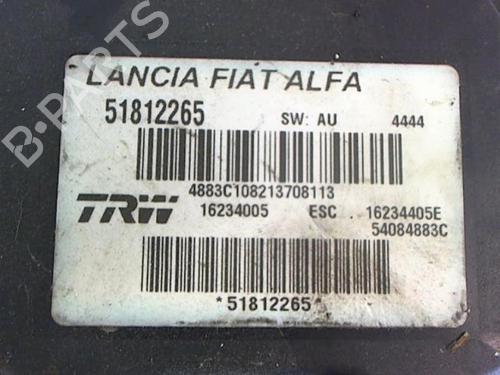 LANCIA FIAT ALFA
51812265 SW: AU 4444
4883C108213708113
TRW 16234005 ESC 16234405E
54084883C
*51812265*
B-PARTS